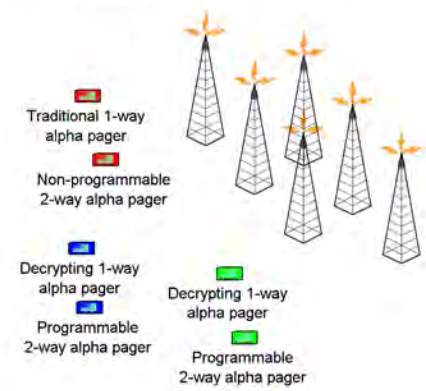 Traditional 1-way
alpha pager
Non-programmable
2-way alpha pager
Decrypting 1-way
alpha pager
Programmable
2-way alpha pager
Decrypting 1-way
alpha pager
Programmable
2-way alpha pager